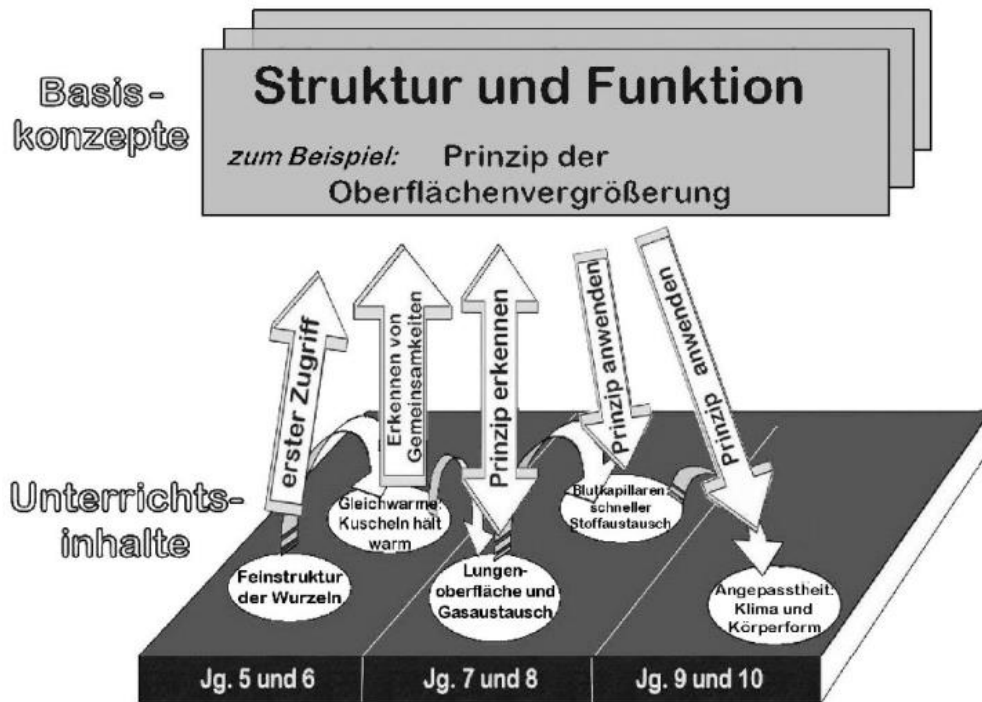 Basis-
konzepte
Struktur und Funktion
zum Beispiel: Prinzip der
Oberflächenvergrößerung
erster Zugriff
Erkennen von
Gemeinsamkeiten
Prinzip erkennen
Prinzip anwenden
Prinzip anwenden
Unterrichts-
inhalte
Gleichwarme:
Kuscheln hält
warm
Blutkapillaren:
schneller
Stoffaustausch
Feinstruktur
der Wurzeln
Lungen-
oberfläche und
Gasaustausch
Angepasstheit:
Klima und
Körperform
Jg. 5 und 6
Jg. 7 und 8
Jg. 9 und 10